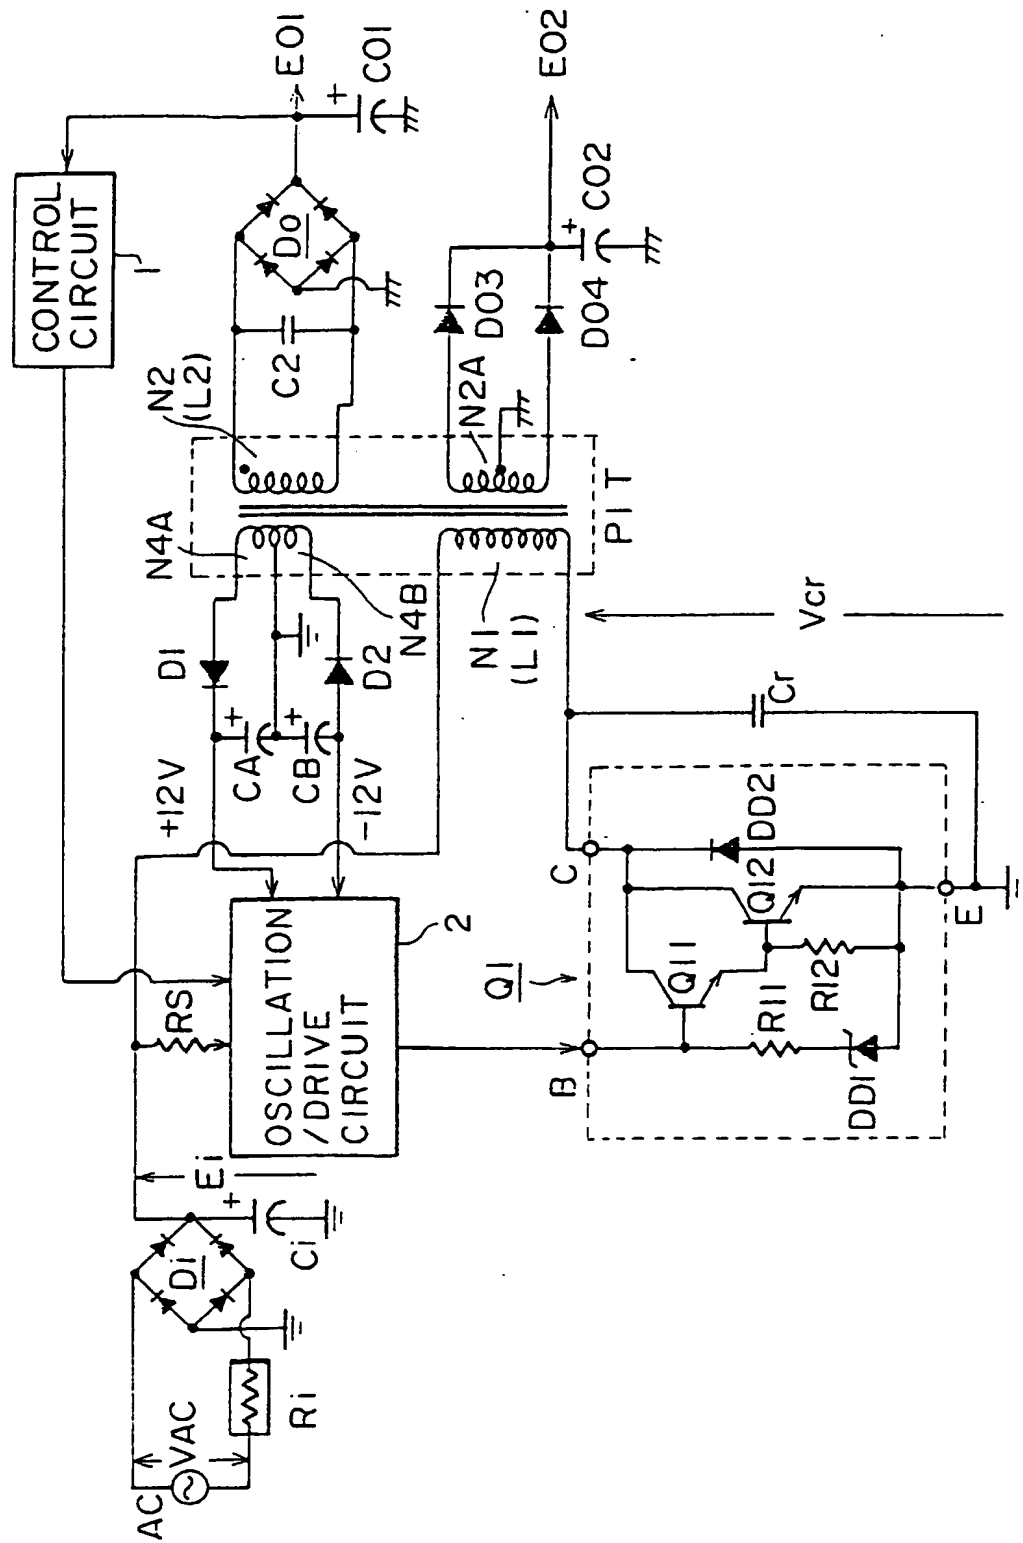 AC
VAC
Ri
Di
Ci
Ei
RS
OSCILLATION
/DRIVE
CIRCUIT
2
+12V
-12V
CA
CB
D1
D2
N4A
N4B
N1
(L1)
PIT
N2
(L2)
N2A
C2
DO
DO3
DO4
CO1
CO2
EO1
EO2
CONTROL
CIRCUIT
1
Vcr
Cr
Q1
B
C
E
Q11
Q12
R11
R12
DD1
DD2
+
+
+
+
+